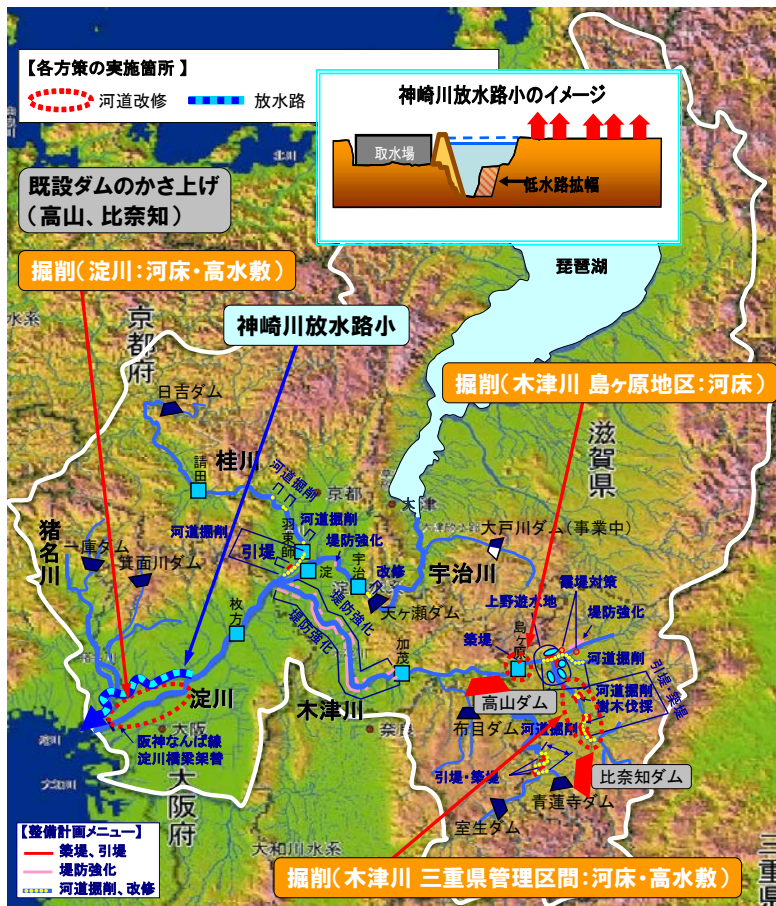 【各方策の実施箇所 】
河道改修
放水路
神崎川放水路小のイメージ
取水場
低水路拡幅
既設ダムのかさ上げ
(高山、比奈知)
掘削(淀川:河床・高水敷)
琵琶湖
神崎川放水路小
水系
京都府
掘削(木津川 島ヶ原地区:河床)
日吉ダム
滋賀県
請田
桂川
河道掘削
京都
大津
河道掘削
河道掘削
羽束師
堤防強化
大戸川ダム(事業中)
猪名川
一庫ダム
箕面川ダム
引堤
淀
宇治
改修
宇治川
天ヶ瀬ダム
上野遊水地
霞堤対策
堤防強化
枚方
堤防強化
堤防強化
築堤
島ヶ原
加茂
河道掘削
引堤・築堤
淀川
木津川
高山ダム
河道掘削
樹木伐採
大阪
奈良
布目ダム
河道掘削
阪神なんば線
淀川橋梁架替
大阪府
引堤・築堤
比奈知ダム
青蓮寺ダム
室生ダム
【整備計画メニュー】
築堤、引堤
堤防強化
河道掘削、改修
大和川水系
三重県
掘削(木津川 三重県管理区間:河床・高水敷)